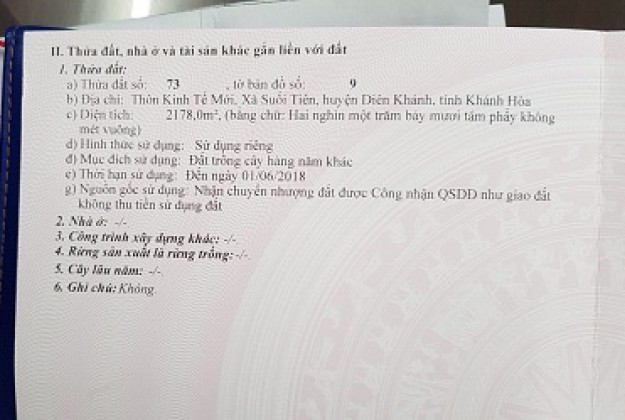 II. Thửa đất, nhà ở và tài sản khác gắn liền với đất
1. Thửa đất:
a) Thửa đất số: 73 , tờ bản đồ số: 9
b) Địa chỉ: Thôn Kinh Tế Mới, Xã Suối Tiên, huyện Diên Khánh, tỉnh Khánh Hòa
c) Diện tích: 2178,0m², (bằng chữ: Hai nghìn một trăm bảy mươi tám phẩy không
mét vuông)
d) Hình thức sử dụng: Sử dụng riêng
đ) Mục đích sử dụng: Đất trồng cây hàng năm khác
e) Thời hạn sử dụng: Đến ngày 01/06/2018
g) Nguồn gốc sử dụng: Nhận chuyển nhượng đất được Công nhận QSDD như giao đất
không thu tiền sử dụng đất
2. Nhà ở: -/-
3. Công trình xây dựng khác: -/-
4. Rừng sản xuất là rừng trồng: -/-
5. Cây lâu năm: -/-
6. Ghi chú: Không.